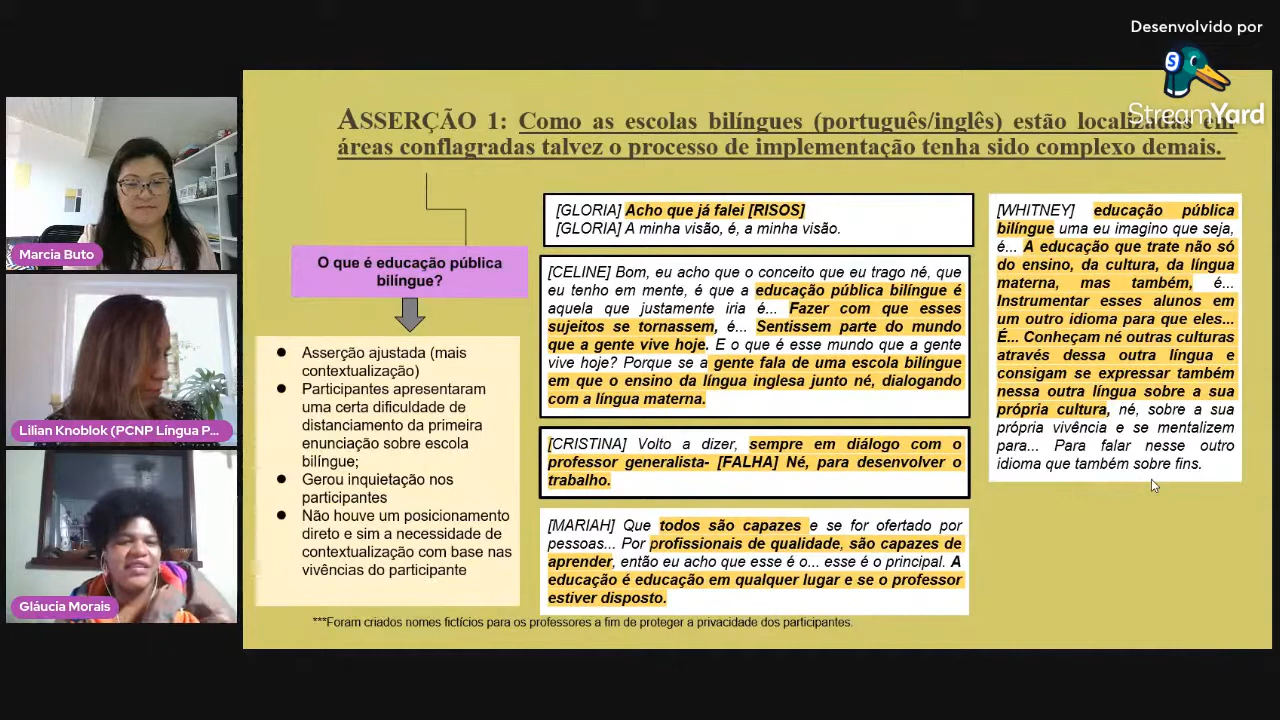 Desenvolvido por
S
StreamYard
ASSERÇÃO 1: Como as escolas bilíngues (português/inglês) estão localizadas em
áreas conflagradas talvez o processo de implementação tenha sido complexo demais.
O que é educação pública
bilíngue?
● Asserção ajustada (mais
contextualização)
● Participantes apresentaram
uma certa dificuldade de
distanciamento da primeira
enunciação sobre escola
bilíngue;
● Gerou inquietação nos
participantes
● Não houve um posicionamento
direto e sim a necessidade de
contextualização com base nas
vivências do participante
[GLORIA] Acho que já falei [RISOS]
[GLORIA] A minha visão, é, a minha visão.
[CELINE] Bom, eu acho que o conceito que eu trago né, que
eu tenho em mente, é que a educação pública bilíngue é
aquela que justamente iria é... Fazer com que esses
sujeitos se tornassem, é... Sentissem parte do mundo
que a gente vive hoje. E o que é esse mundo que a gente
vive hoje? Porque se a gente fala de uma escola bilíngue
em que o ensino da língua inglesa junto né, dialogando
com a língua materna.
[CRISTINA] Volto a dizer, sempre em diálogo com o
professor generalista- [FALHA] Né, para desenvolver o
trabalho.
[MARIAH] Que todos são capazes e se for ofertado por
pessoas... Por profissionais de qualidade, são capazes de
aprender, então eu acho que esse é o... esse é o principal. A
educação é educação em qualquer lugar e se o professor
estiver disposto.
[WHITNEY] educação pública
bilíngue uma eu imagino que seja,
é... A educação que trate não só
do ensino, da cultura, da língua
materna, mas também, é...
Instrumentar esses alunos em
um outro idioma para que eles...
É... Conheçam né outras culturas
através dessa outra língua e
consigam se expressar também
nessa outra língua sobre a sua
própria cultura, né, sobre a sua
própria vivência e se mentalizem
para... Para falar nesse outro
idioma que também sobre fins.
***Foram criados nomes fictícios para os professores a fim de proteger a privacidade dos participantes.
Marcia Buto
Lilian Knoblok (PCNP Língua P...
Gláucia Morais